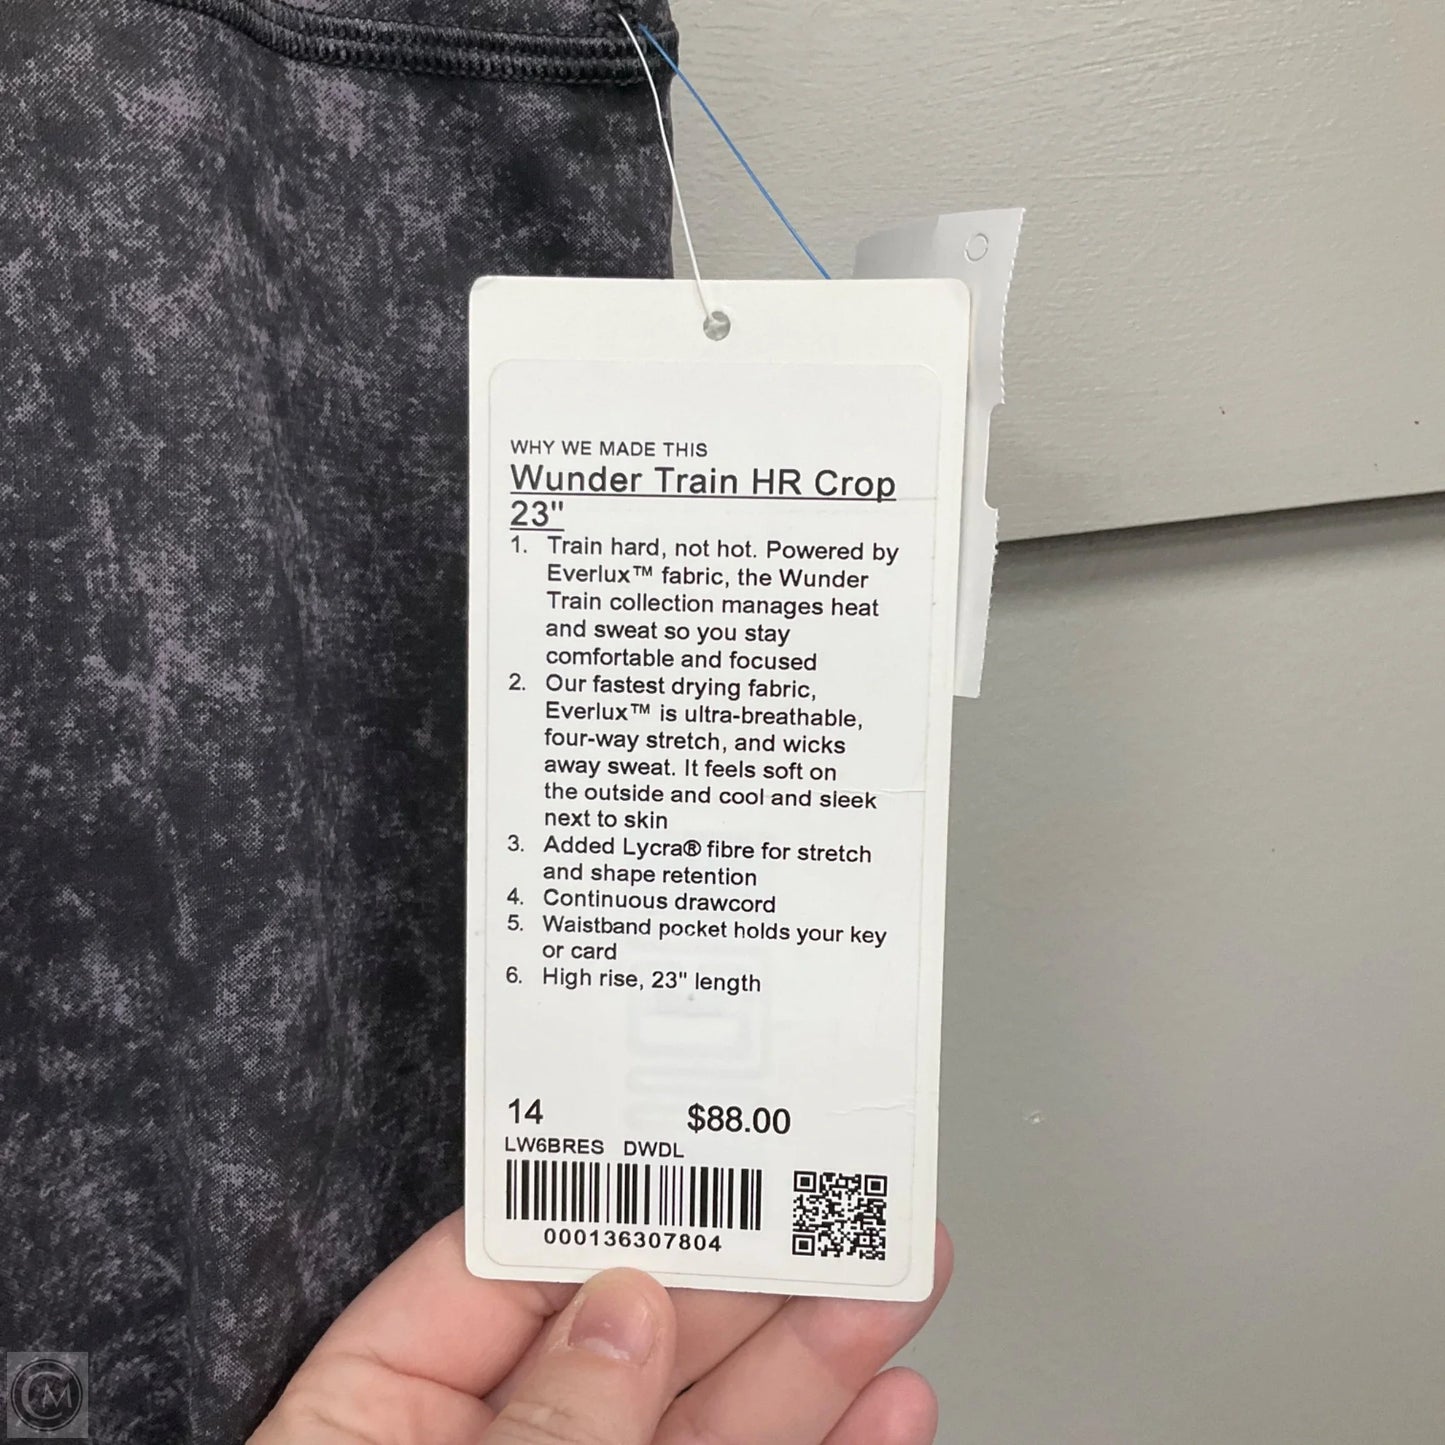 WHY WE MADE THIS
Wunder Train HR Crop
23"
1. Train hard, not hot. Powered by
Everlux™ fabric, the Wunder
Train collection manages heat
and sweat so you stay
comfortable and focused
2. Our fastest drying fabric,
Everlux™ is ultra-breathable,
four-way stretch, and wicks
away sweat. It feels soft on
the outside and cool and sleek
next to skin
3. Added Lycra® fibre for stretch
and shape retention
4. Continuous drawcord
5. Waistband pocket holds your key
or card
6. High rise, 23" length
14 $88.00
LW6BRES DWDL
000136307804
CM